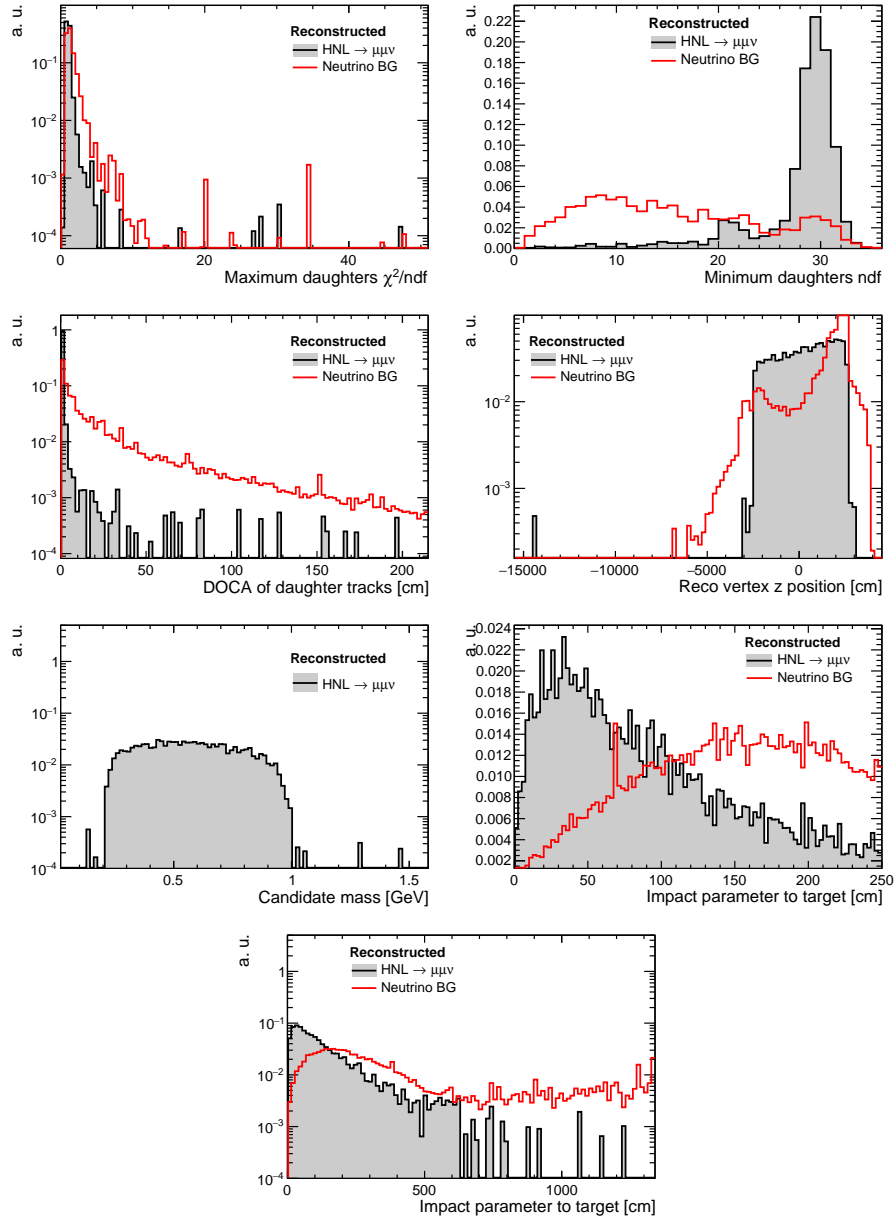 a. u.
Reconstructed
HNL → μμν
Neutrino BG
10⁻¹
10⁻²
10⁻³
10⁻⁴
0 20 40
Maximum daughters χ²/ndf
a. u.
Reconstructed
HNL → μμν
Neutrino BG
0.22
0.20
0.18
0.16
0.14
0.12
0.10
0.08
0.06
0.04
0.02
0.00
0 10 20 30
Minimum daughters ndf
a. u.
Reconstructed
HNL → μμν
Neutrino BG
1
10⁻¹
10⁻²
10⁻³
10⁻⁴
0 50 100 150 200
DOCA of daughter tracks [cm]
a. u.
Reconstructed
HNL → μμν
Neutrino BG
10⁻²
10⁻³
−15000 −10000 −5000 0
Reco vertex z position [cm]
a. u.
Reconstructed
HNL → μμν
1
10⁻¹
10⁻²
10⁻³
10⁻⁴
0.5 1 1.5
Candidate mass [GeV]
a. u.
Reconstructed
HNL → μμν
Neutrino BG
0.024
0.022
0.020
0.018
0.016
0.014
0.012
0.010
0.008
0.006
0.004
0.002
0 50 100 150 200 250
Impact parameter to target [cm]
a. u.
Reconstructed
HNL → μμν
Neutrino BG
1
10⁻¹
10⁻²
10⁻³
10⁻⁴
0 500 1000
Impact parameter to target [cm]